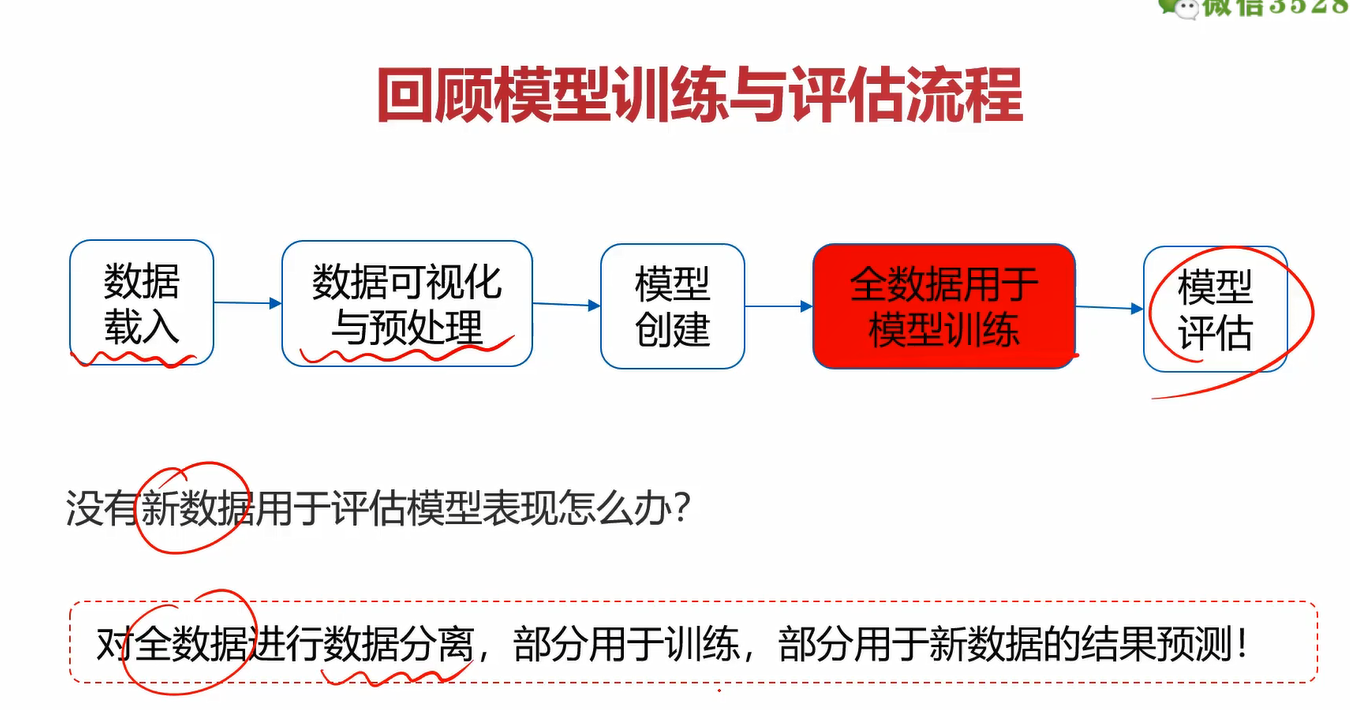 微信3528
回顾模型训练与评估流程
数据
载入
数据可视化
与预处理
模型
创建
全数据用于
模型训练
模型
评估
没有新数据用于评估模型表现怎么办？
对全数据进行数据分离，部分用于训练，部分用于新数据的结果预测！